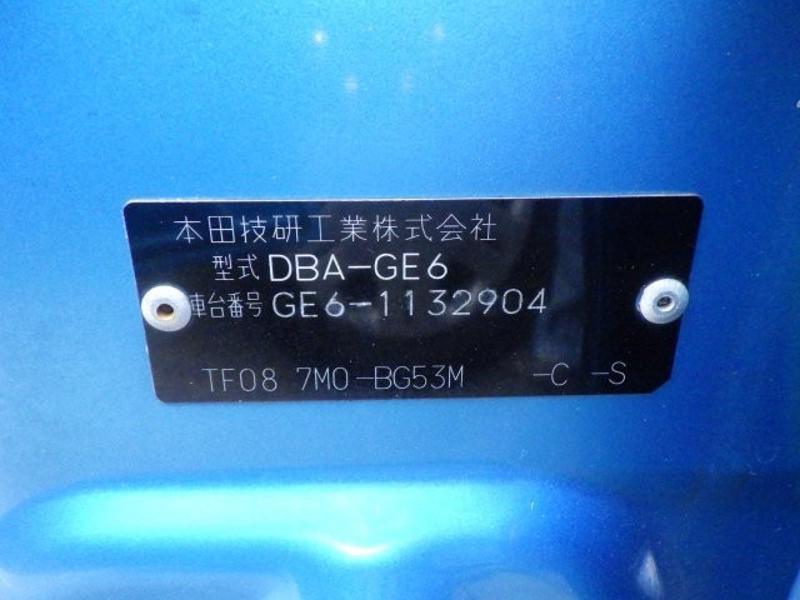 本田技研工業株式会社
型式 DBA-GE6
車台番号 GE6-1132904
TF08 7M0-BG53M -C -S